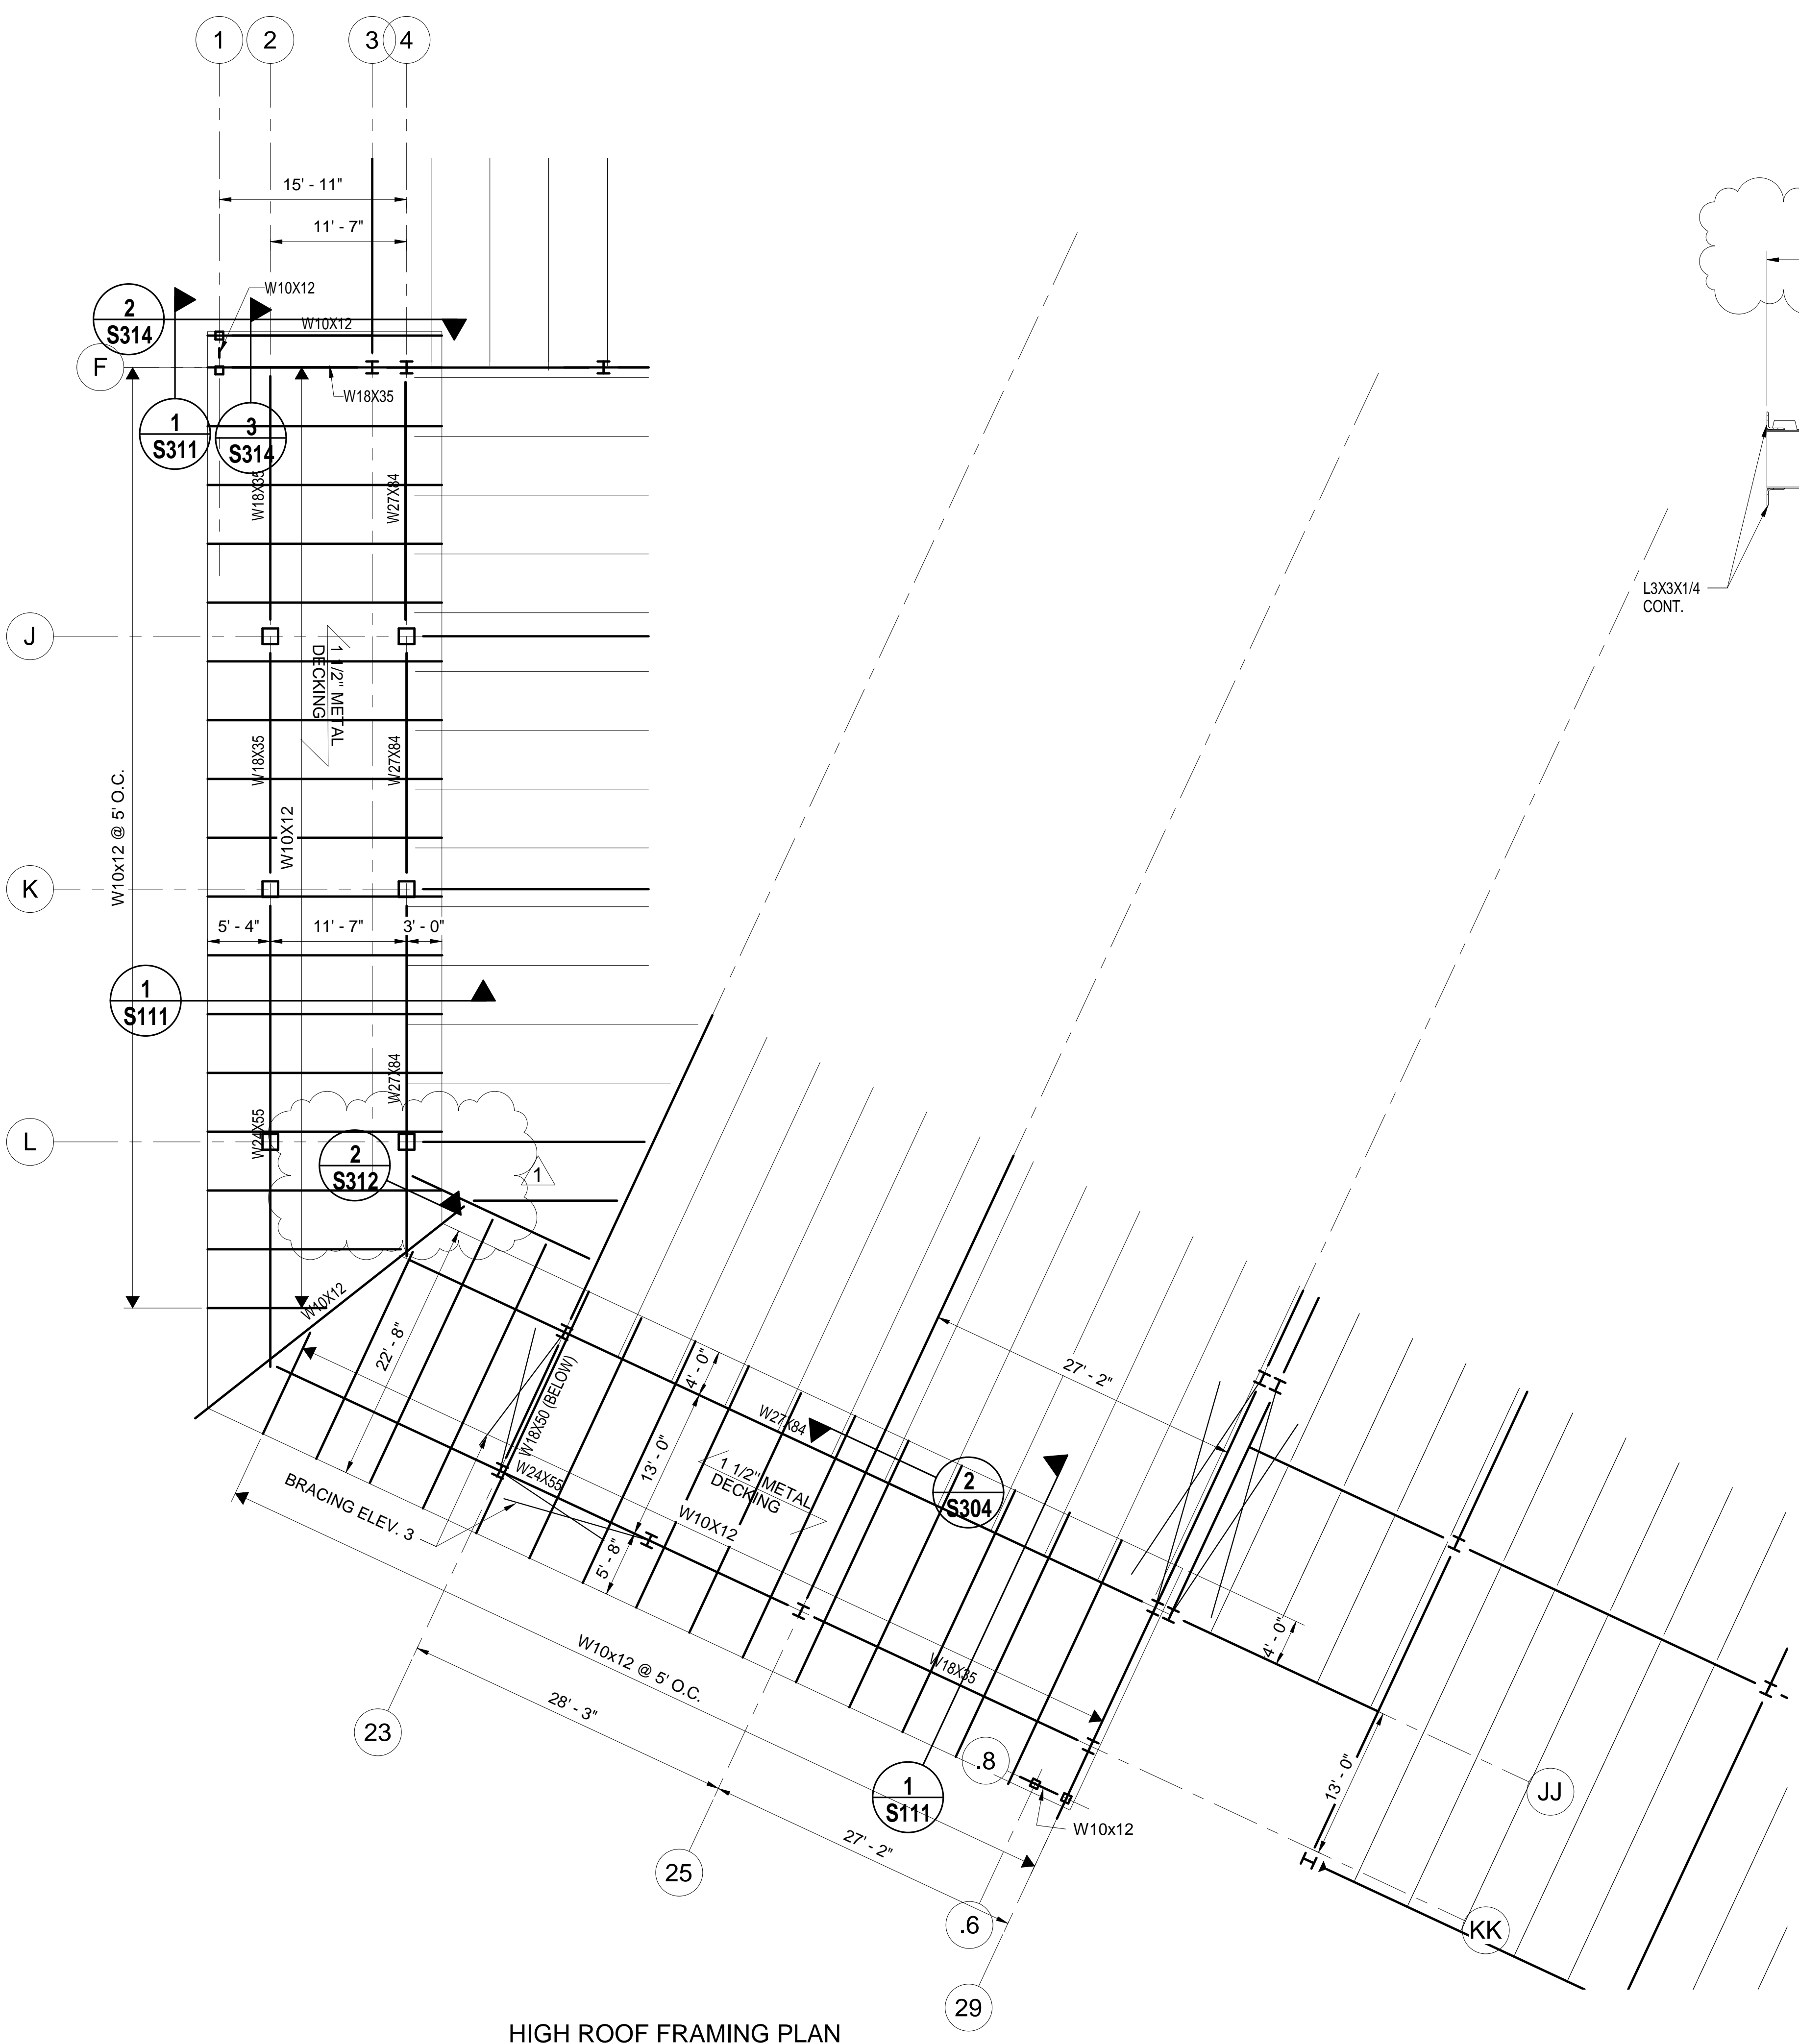 1
2
3
4
15' - 11"
11' - 7"
W10X12
2
S314
W10X12
F
W18X35
1
S311
3
S314
W18X35
W27X84
L3X3X1/4
CONT.
J
1 1/2" METAL
DECKING
W18X35
W27X84
W10x12 @ 5' O.C.
W10X12
K
5' - 4"
11' - 7"
3' - 0"
1
S111
W27X84
W24X55
L
2
S312
1
W10X12
22' - 8"
W18X50 (BELOW)
4' - 0"
27' - 2"
W27X84
13' - 0"
1 1/2" METAL
DECKING
W24X55
BRACING ELEV. 3
W10X12
2
S304
5' - 8"
4' - 0"
W10x12 @ 5' O.C.
W18X35
28' - 3"
23
.8
1
S111
W10x12
13' - 0"
JJ
27' - 2"
25
.6
KK
29
HIGH ROOF FRAMING PLAN